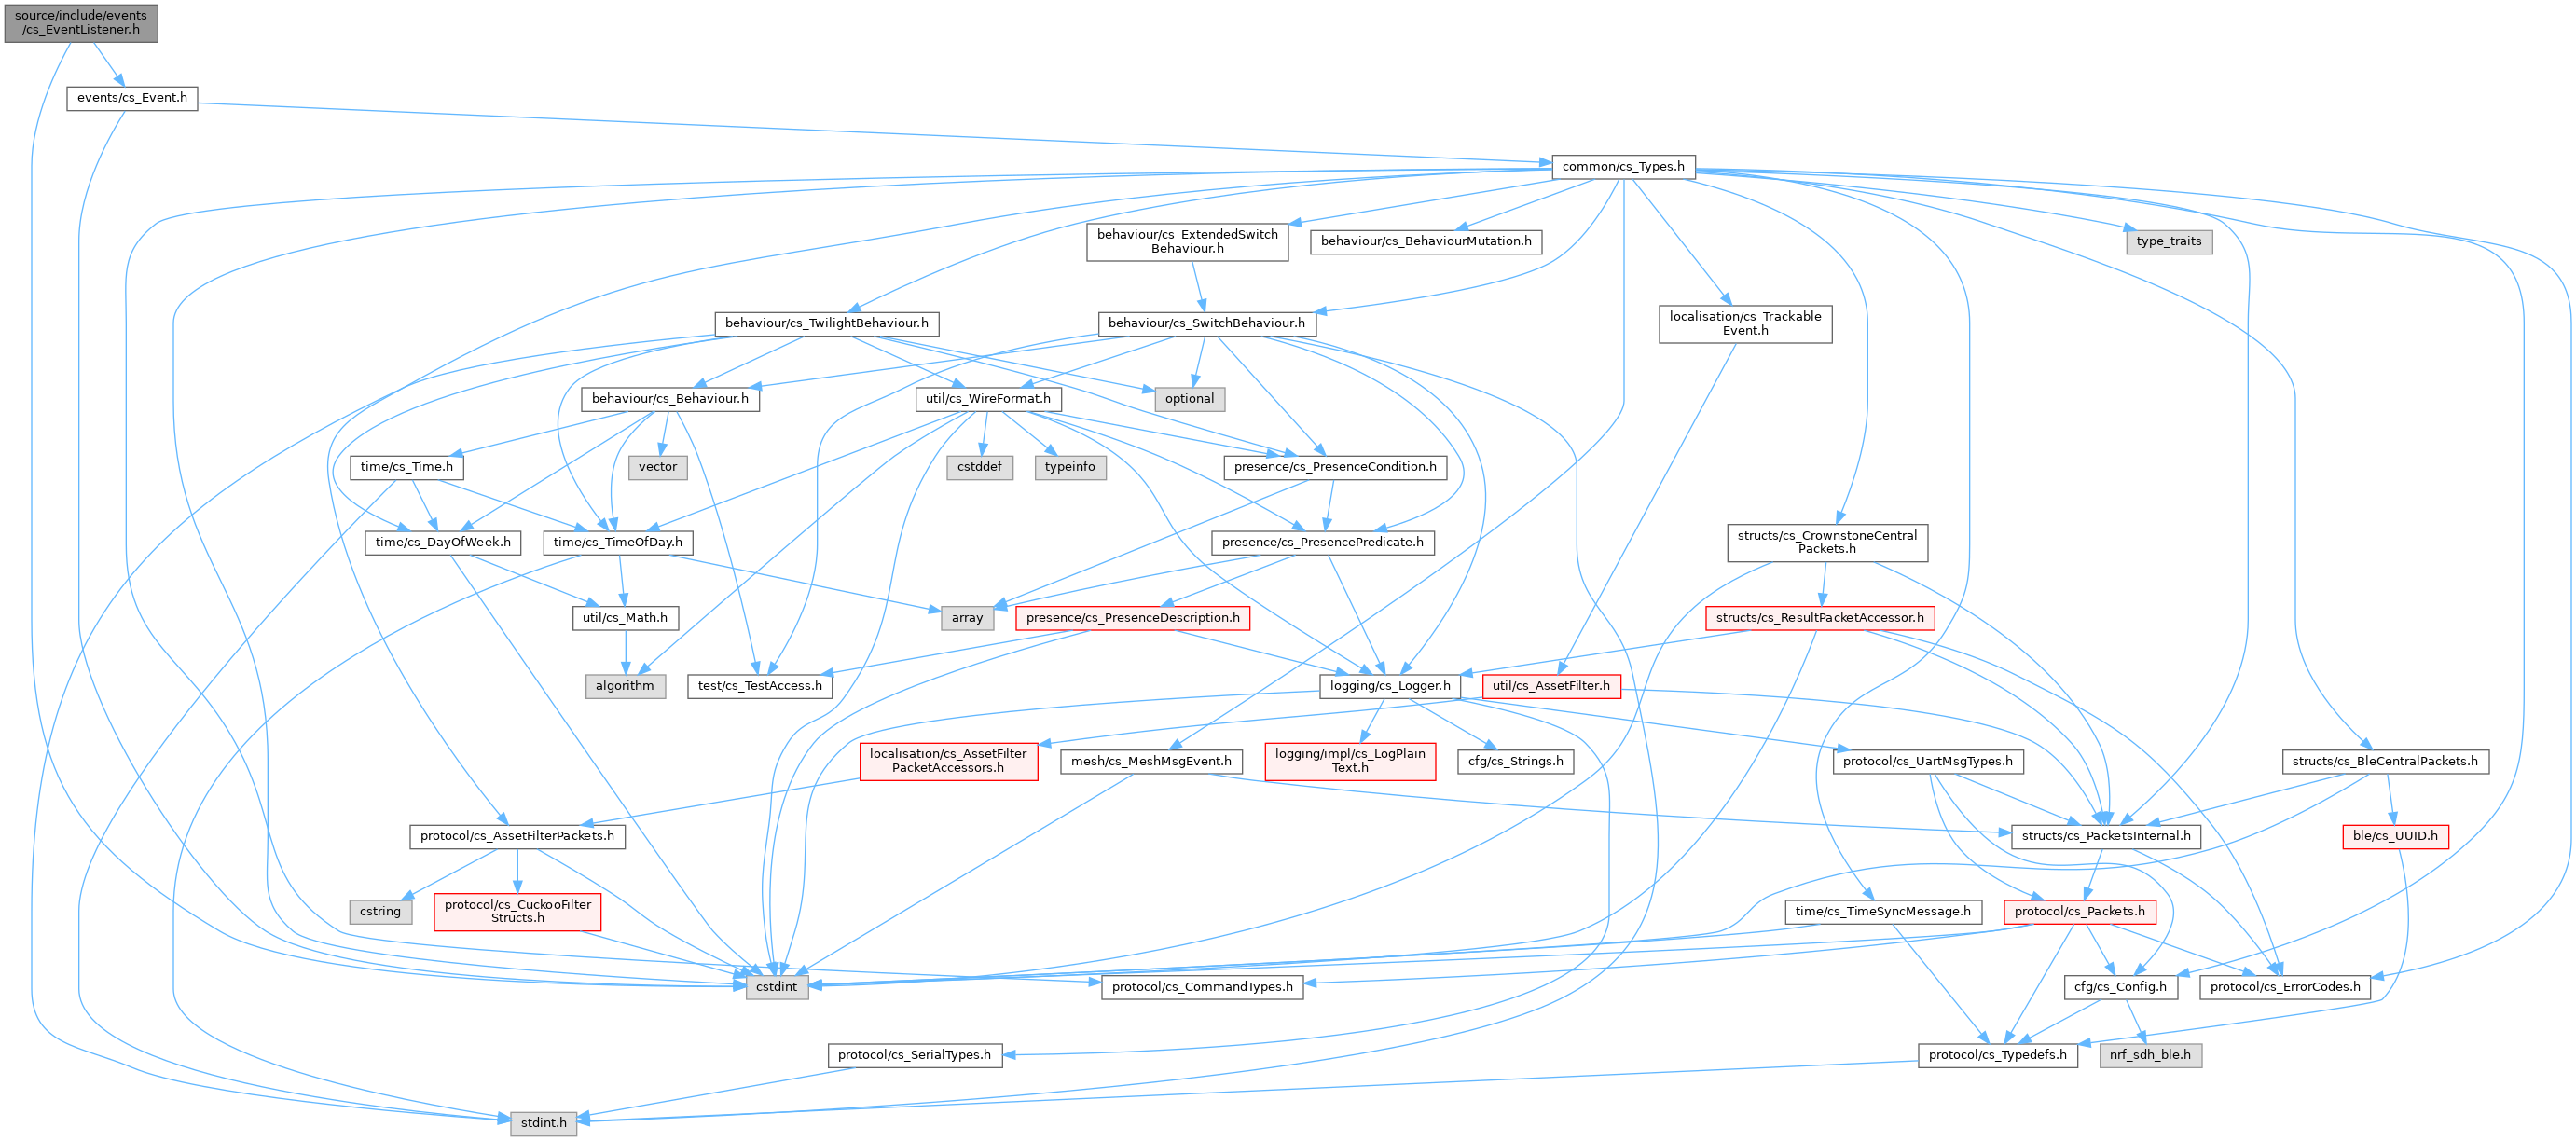 source/include/events
/cs_EventListener.h
events/cs_Event.h
common/cs_Types.h
behaviour/cs_ExtendedSwitch
Behaviour.h
behaviour/cs_BehaviourMutation.h
type_traits
behaviour/cs_TwilightBehaviour.h
behaviour/cs_SwitchBehaviour.h
localisation/cs_Trackable
Event.h
behaviour/cs_Behaviour.h
util/cs_WireFormat.h
optional
time/cs_Time.h
vector
cstddef
typeinfo
presence/cs_PresenceCondition.h
time/cs_DayOfWeek.h
time/cs_TimeOfDay.h
presence/cs_PresencePredicate.h
structs/cs_CrownstoneCentral
Packets.h
util/cs_Math.h
array
presence/cs_PresenceDescription.h
structs/cs_ResultPacketAccessor.h
algorithm
test/cs_TestAccess.h
logging/cs_Logger.h
util/cs_AssetFilter.h
localisation/cs_AssetFilter
PacketAccessors.h
mesh/cs_MeshMsgEvent.h
logging/impl/cs_LogPlain
Text.h
cfg/cs_Strings.h
protocol/cs_UartMsgTypes.h
structs/cs_BleCentralPackets.h
protocol/cs_AssetFilterPackets.h
structs/cs_PacketsInternal.h
ble/cs_UUID.h
cstring
protocol/cs_CuckooFilter
Structs.h
time/cs_TimeSyncMessage.h
protocol/cs_Packets.h
cstdint
protocol/cs_CommandTypes.h
cfg/cs_Config.h
protocol/cs_ErrorCodes.h
protocol/cs_SerialTypes.h
protocol/cs_Typedefs.h
nrf_sdh_ble.h
stdint.h